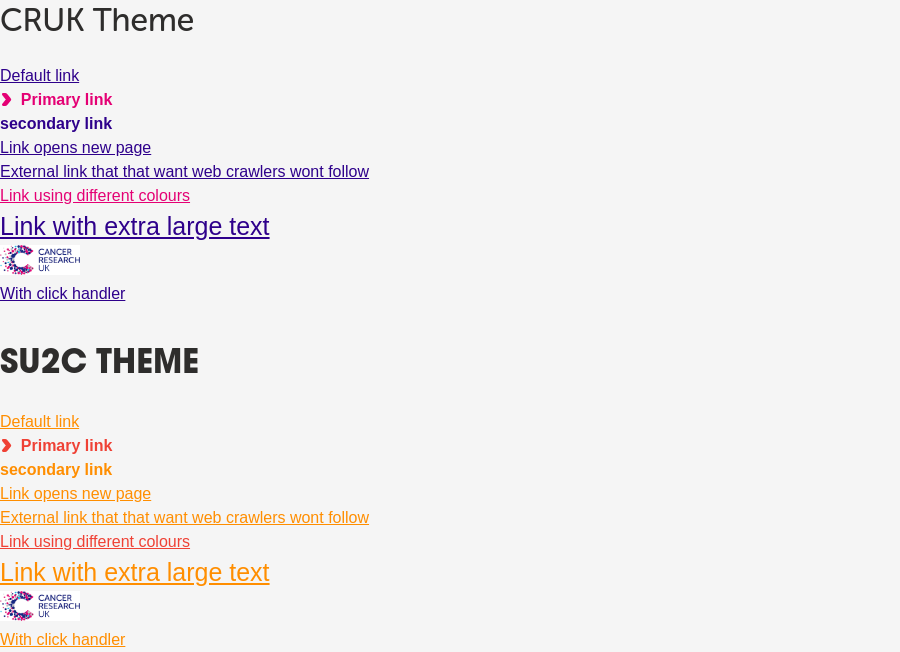 CRUK Theme
Default link
Primary link
secondary link
Link opens new page
External link that that want web crawlers wont follow
Link using different colours
Link with extra large text
CANCER
RESEARCH
UK
With click handler
SU2C THEME
Default link
Primary link
secondary link
Link opens new page
External link that that want web crawlers wont follow
Link using different colours
Link with extra large text
CANCER
RESEARCH
UK
With click handler